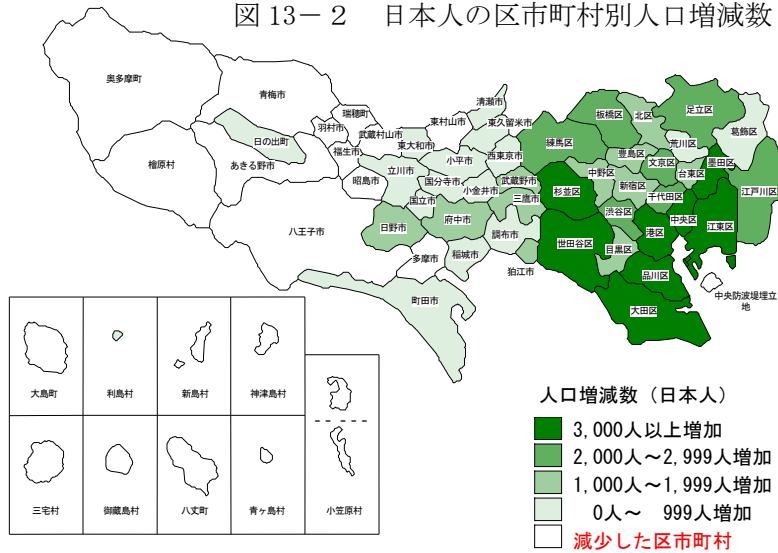 図 13－2　日本人の区市町村別人口増減数
奥多摩町
青梅市
瑞穂町
羽村市
日の出町
福生市
武蔵村山市
東村山市
清瀬市
東久留米市
東大和市
檜原村
あきる野市
昭島市
立川市
小平市
西東京市
国分寺市
小金井市
武蔵野市
国立市
三鷹市
八王子市
日野市
府中市
調布市
多摩市
稲城市
狛江市
町田市
練馬区
板橋区
北区
足立区
葛飾区
荒川区
豊島区
文京区
墨田区
台東区
中野区
杉並区
新宿区
千代田区
江戸川区
渋谷区
中央区
江東区
港区
世田谷区
目黒区
品川区
大田区
中央防波堤埋立
地
大島町
利島村
新島村
神津島村
三宅村
御蔵島村
八丈町
青ヶ島村
小笠原村
人口増減数（日本人）
3,000人以上増加
2,000人～2,999人増加
1,000人～1,999人増加
0人～　999人増加
減少した区市町村